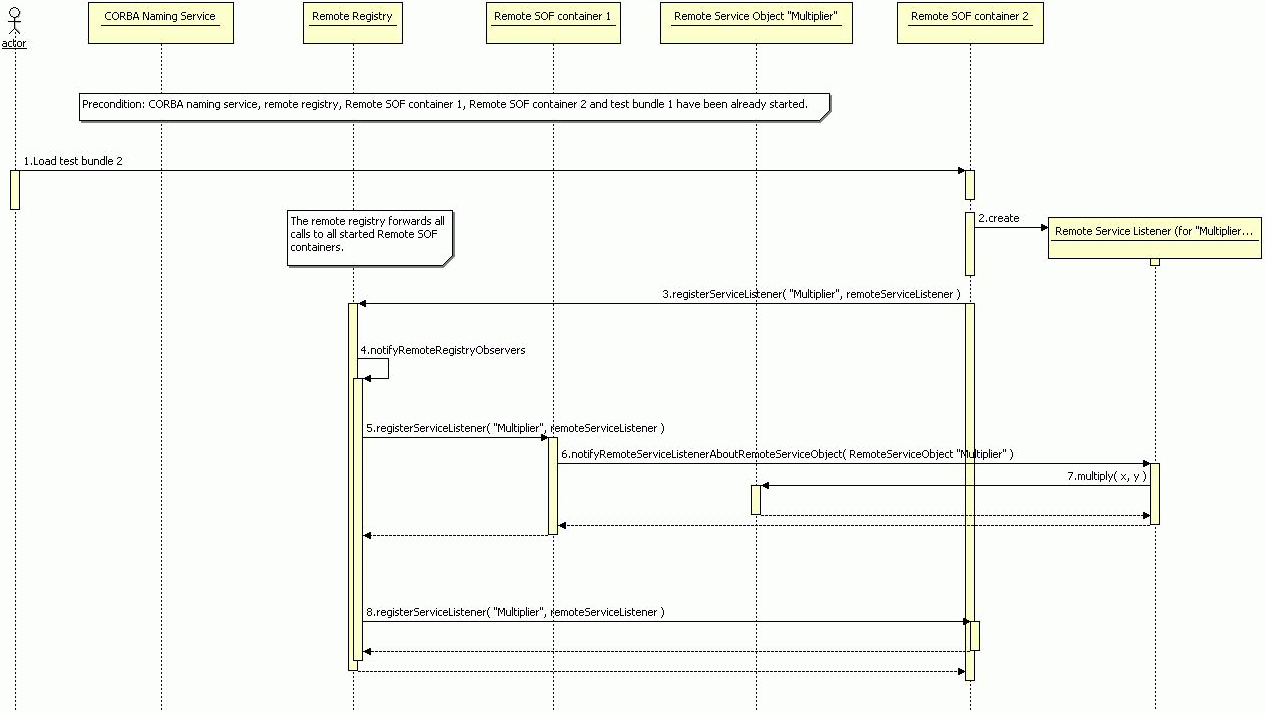 CORBA Naming Service
Remote Registry
Remote SOF container 1
Remote Service Object "Multiplier"
Remote SOF container 2
actor
Precondition: CORBA naming service, remote registry, Remote SOF container 1, Remote SOF container 2 and test bundle 1 have been already started.
1.Load test bundle 2
The remote registry forwards all
calls to all started Remote SOF
containers.
2.create
Remote Service Listener (for "Multiplier...
3.registerServiceListener( "Multiplier", remoteServiceListener )
4.notifyRemoteRegistryObservers
5.registerServiceListener( "Multiplier", remoteServiceListener )
6.notifyRemoteServiceListenerAboutRemoteServiceObject( RemoteServiceObject "Multiplier" )
7.multiply( x, y )
8.registerServiceListener( "Multiplier", remoteServiceListener )